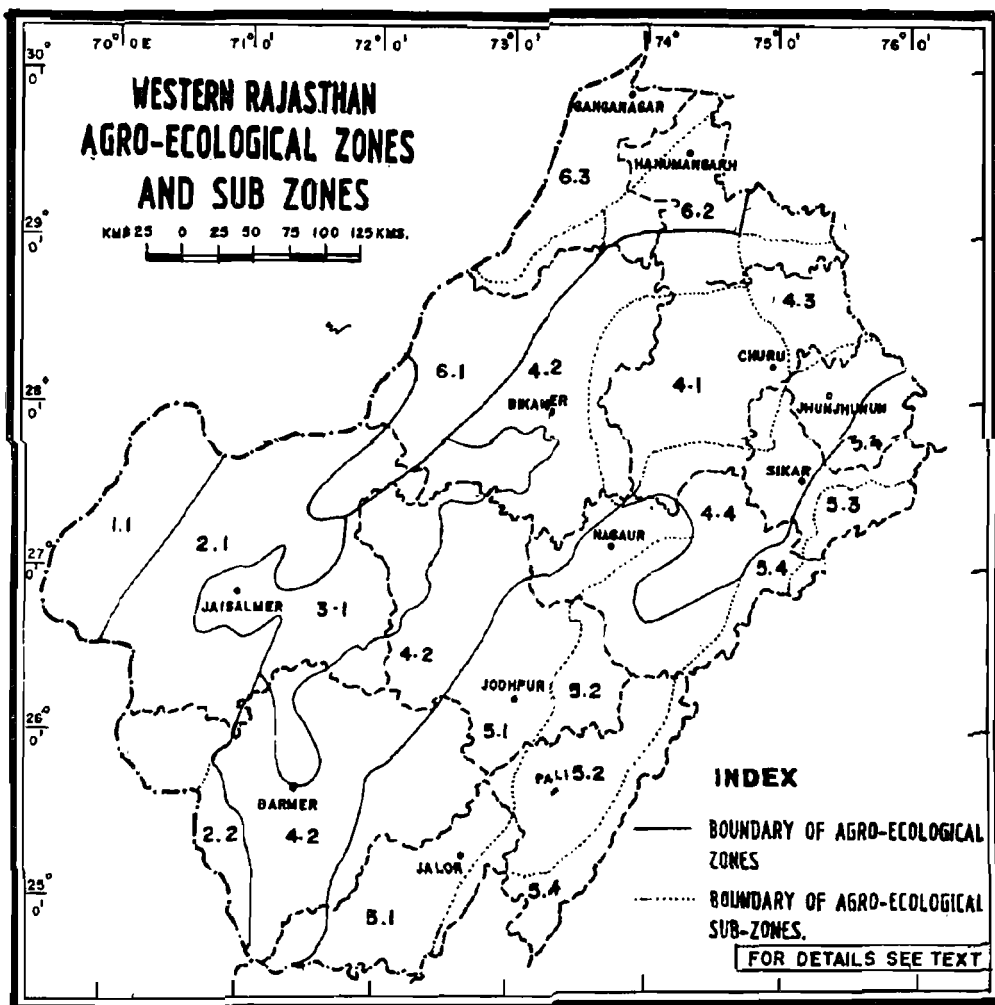 70° 0 E 71° 0' 72° 0' 73° 0' 74° 0' 75° 0' 76° 0'
30° 0'
WESTERN RAJASTHAN
AGRO-ECOLOGICAL ZONES
AND SUB ZONES
KMS 25 0 25 50 75 100 125 KMS.
GANGANAGAR
HANUMANGARH
6.3
6.2
29° 0'
4.3
6.1
4.2
4.1
CHURU
28° 0'
BIKANER
JHUNJHUNUN
3.4
SIKAR
5.3
1.1
2.1
4.4
NAGAUR
27° 0'
5.4
JAISALMER
3.1
4.2
JODHPUR
5.2
26° 0'
5.1
PALI 5.2
INDEX
BARMER
2.2
4.2
BOUNDARY OF AGRO-ECOLOGICAL
ZONES
JALOR
25° 0'
5.4
5.1
BOUNDARY OF AGRO-ECOLOGICAL
SUB-ZONES.
FOR DETAILS SEE TEXT